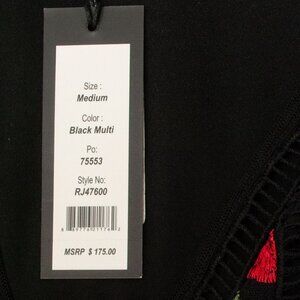 Size :
Medium
Color :
Black Multi
Po:
75553
Style No:
RJ47600
MSRP $ 175.00